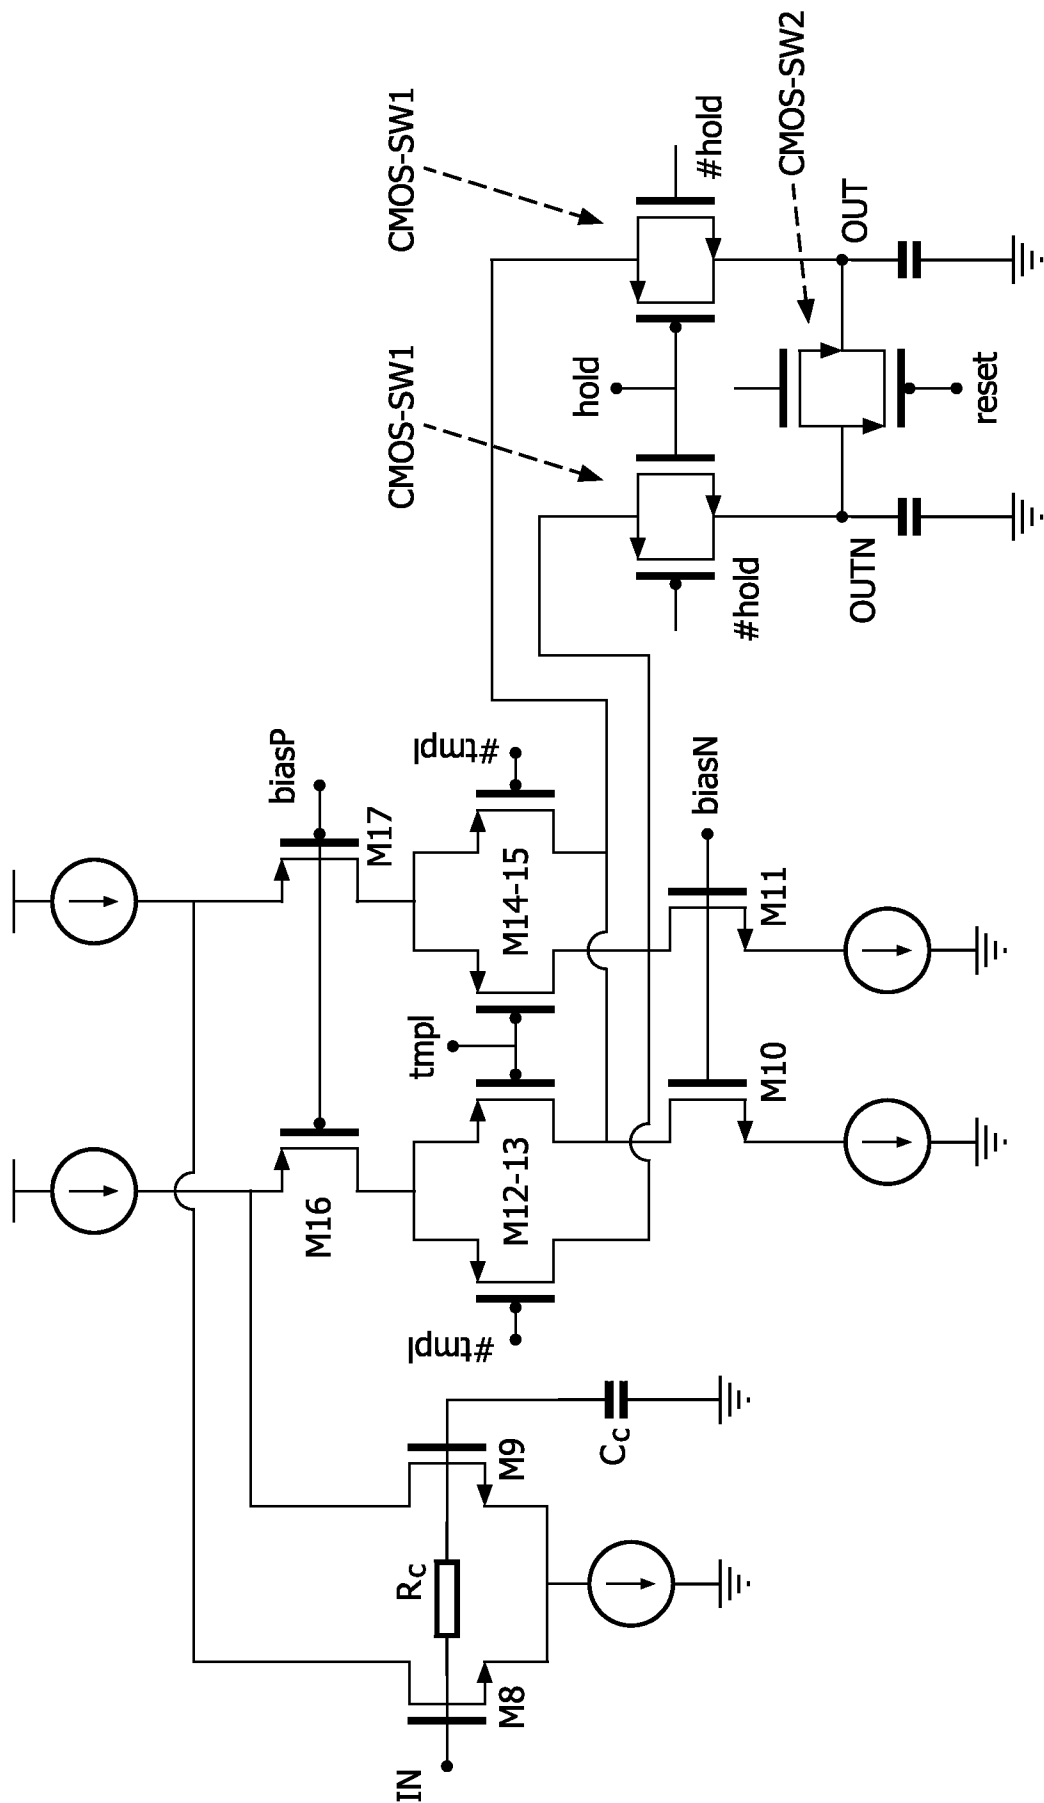 IN
M8
RC
M9
CC
#tmpl
M12-13
M16
tmpl
M10
M14-15
M17
biasP
#tmpl
M11
biasN
CMOS-SW1
hold
#hold
OUTN
CMOS-SW1
#hold
CMOS-SW2
OUT
reset